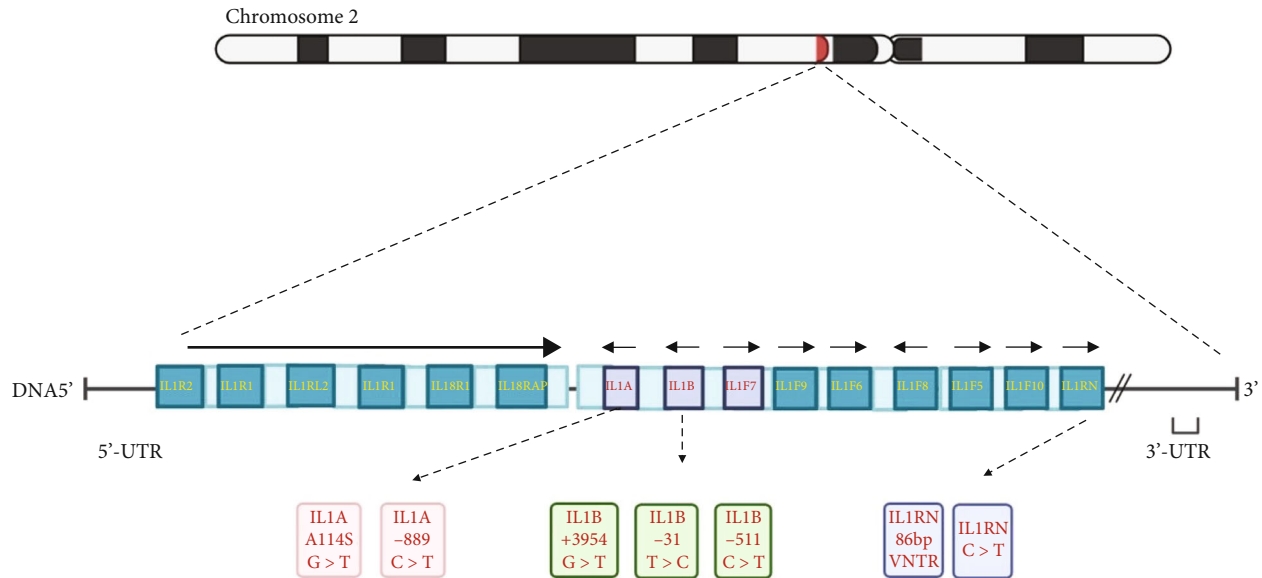 Chromosome 2
DNA5' IL1R2 IL1R1 IL1RL2 IL1R1 IL18R1 IL18RAP IL1A IL1B IL1F7 IL1F9 IL1F6 IL1F8 IL1F5 IL1F10 IL1RN 3'
5'-UTR 3'-UTR
IL1A
A114S
G > T
IL1A
–889
C > T
IL1B
+3954
G > T
IL1B
–31
T > C
IL1B
–511
C > T
IL1RN
86bp
VNTR
IL1RN
C > T